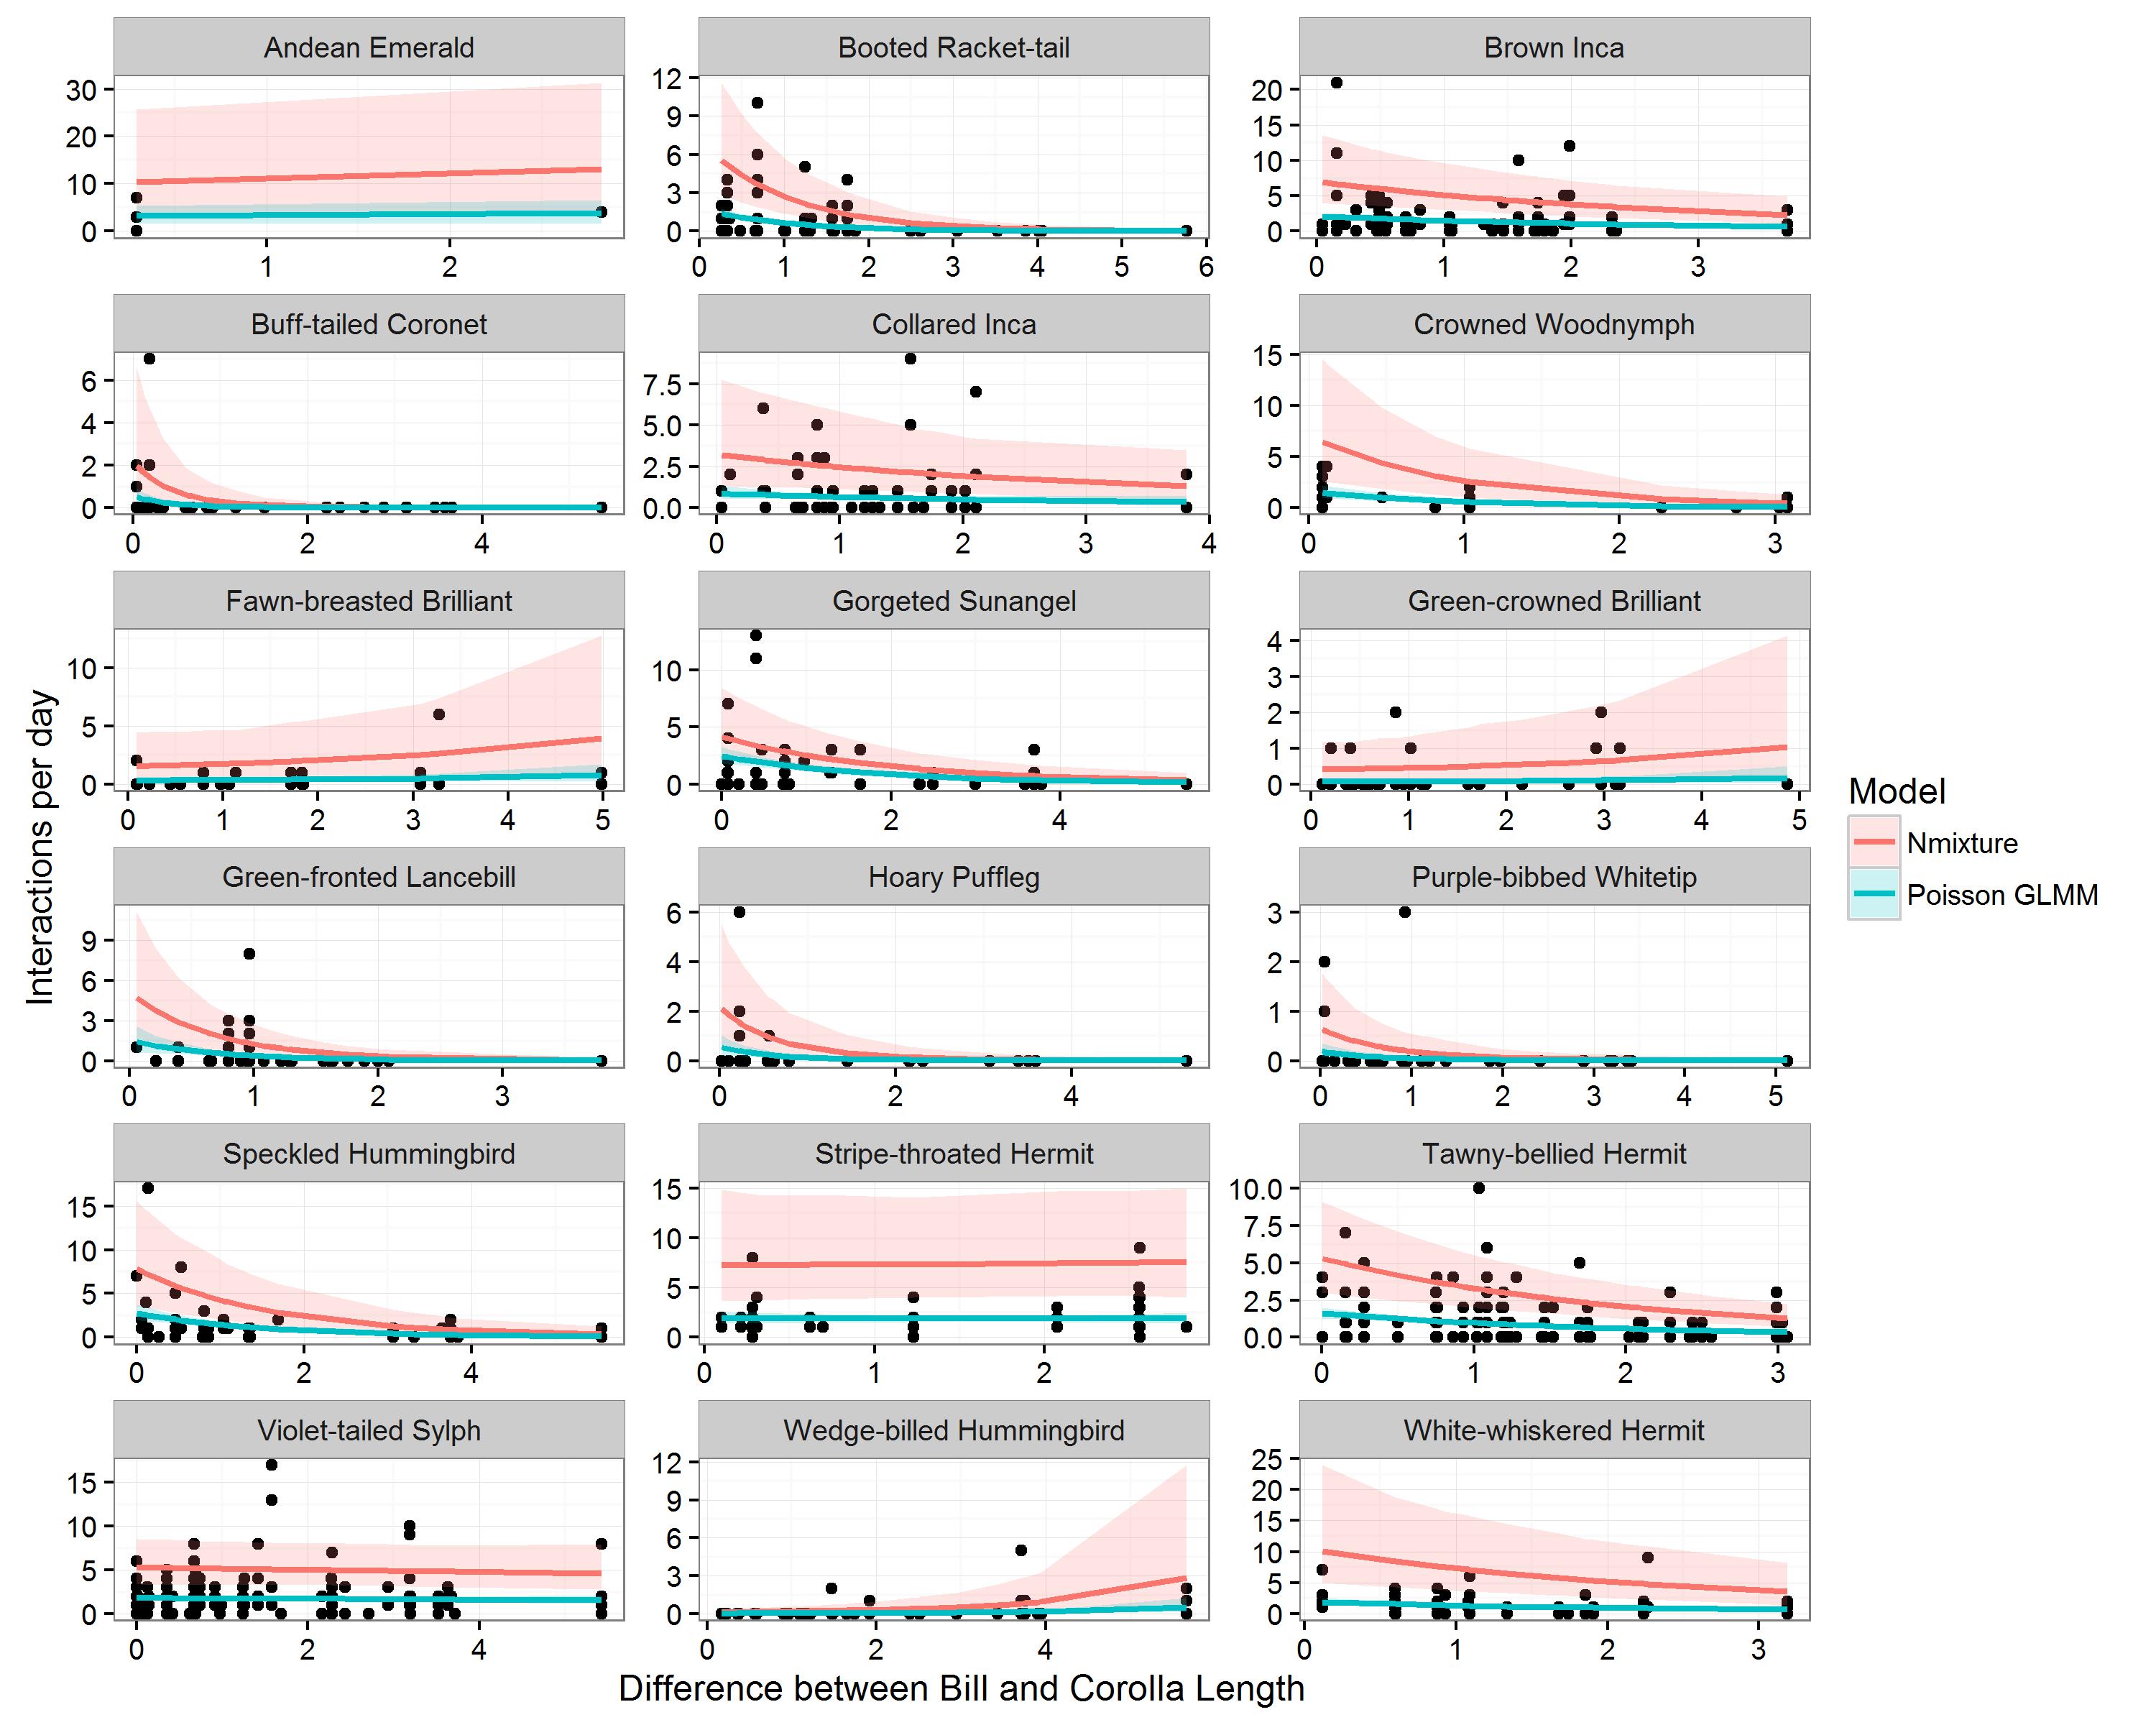 Andean Emerald Booted Racket-tail Brown Inca
30 20 10 0
12 9 6 3 0
20 15 10 5 0
1 2
0 1 2 3 4 5 6
0 1 2 3
Buff-tailed Coronet Collared Inca Crowned Woodnymph
6 4 2 0
7.5 5.0 2.5 0.0
15 10 5 0
0 2 4
0 1 2 3 4
0 1 2 3
Fawn-breasted Brilliant Gorgeted Sunangel Green-crowned Brilliant
10 5 0
10 5 0
4 3 2 1 0
0 1 2 3 4 5
0 2 4
0 1 2 3 4 5
Interactions per day
Model
Nmixture
Poisson GLMM
Green-fronted Lancebill Hoary Puffleg Purple-bibbed Whitetip
9 6 3 0
6 4 2 0
3 2 1 0
0 1 2 3
0 2 4
0 1 2 3 4 5
Speckled Hummingbird Stripe-throated Hermit Tawny-bellied Hermit
15 10 5 0
15 10 5 0
10.0 7.5 5.0 2.5 0.0
0 2 4
0 1 2
0 1 2 3
Violet-tailed Sylph Wedge-billed Hummingbird White-whiskered Hermit
15 10 5 0
12 9 6 3 0
25 20 15 10 5 0
0 2 4
0 2 4
0 1 2 3
Difference between Bill and Corolla Length